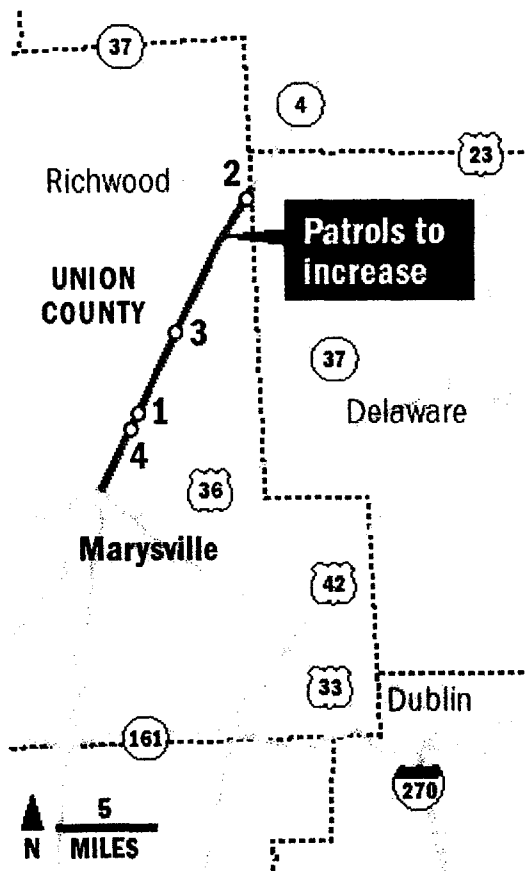 37
4
23
Richwood
2
Patrols to
increase
UNION
COUNTY
3
37
1
Delaware
4
36
Marysville
42
33
Dublin
161
270
5
N MILES